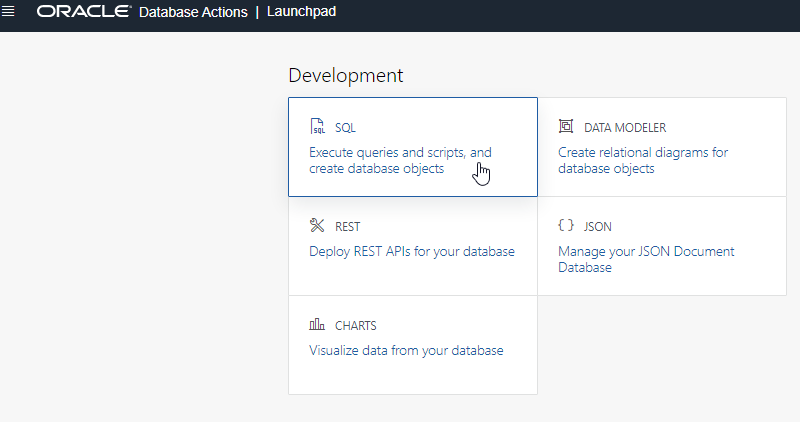 ORACLE Database Actions | Launchpad
Development
SQL
Execute queries and scripts, and
create database objects
DATA MODELER
Create relational diagrams for
database objects
REST
Deploy REST APIs for your database
{ } JSON
Manage your JSON Document
Database
CHARTS
Visualize data from your database